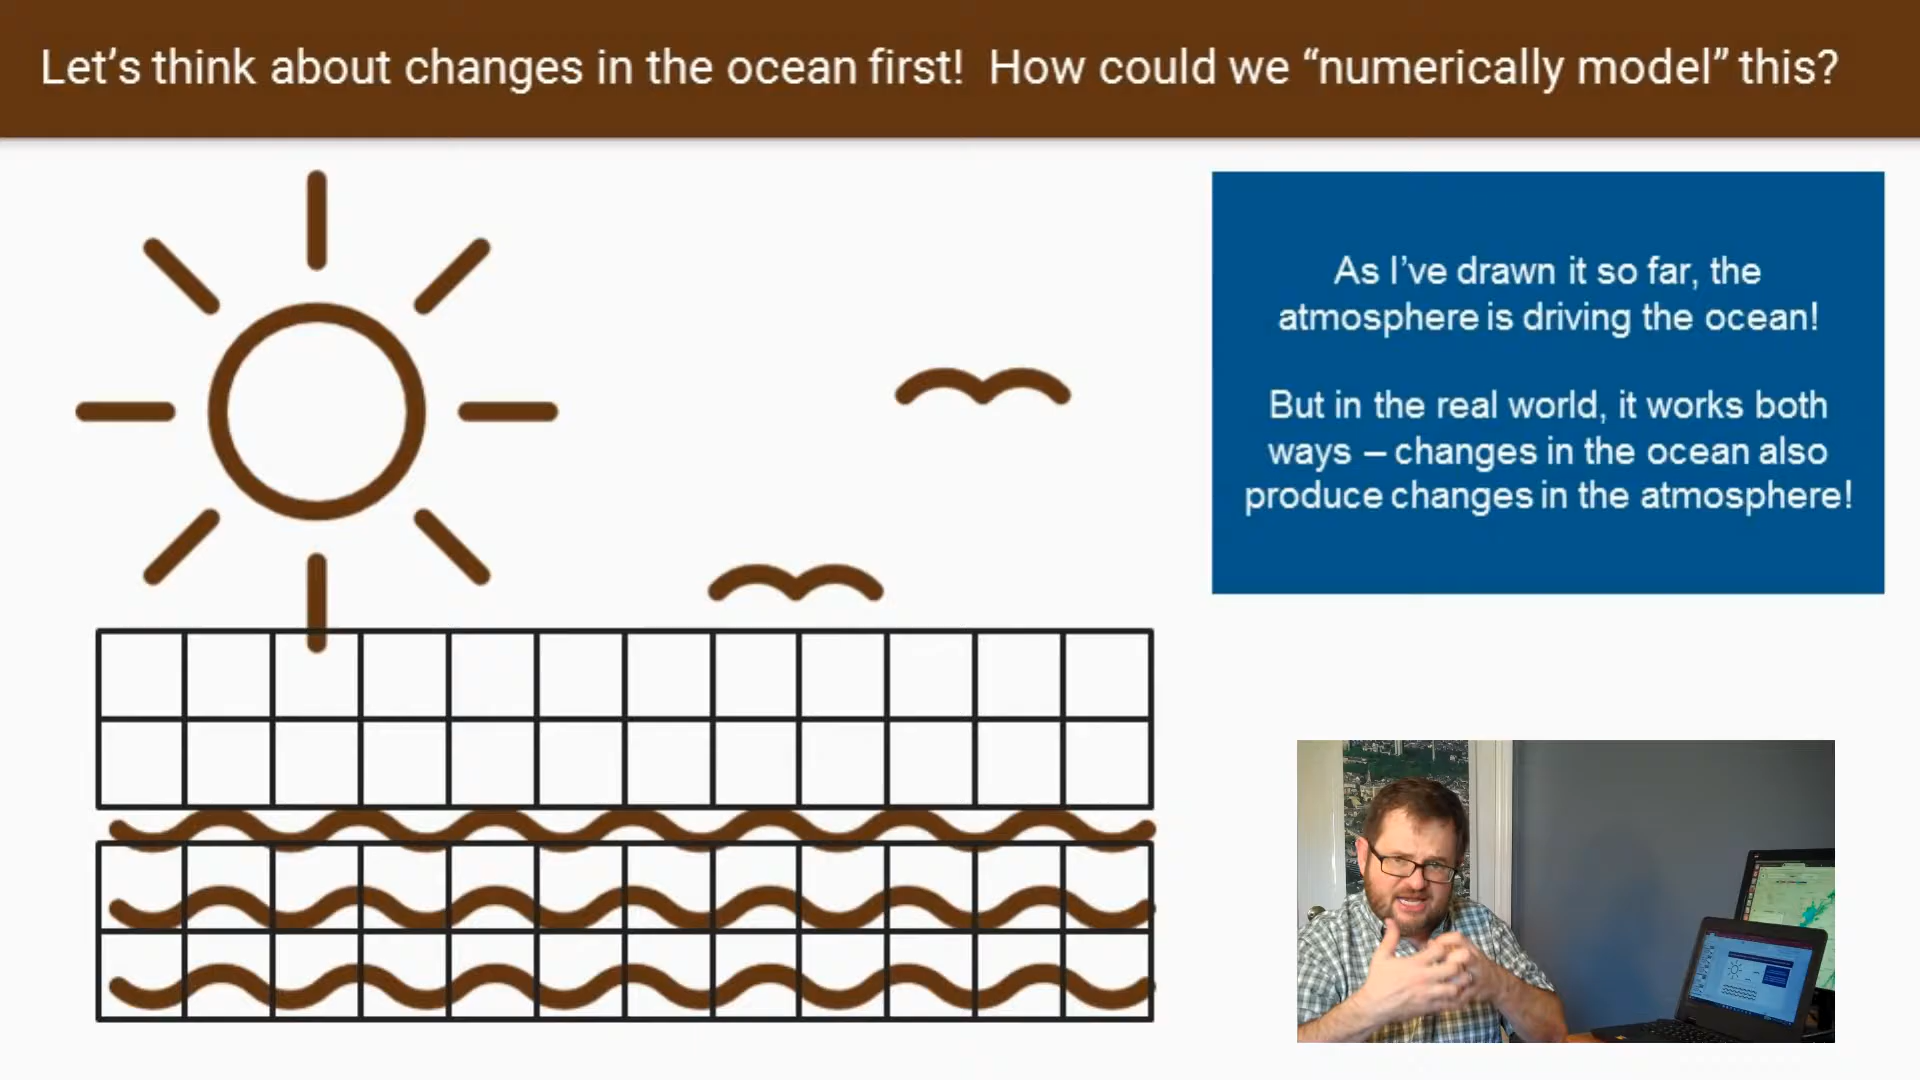 Let’s think about changes in the ocean first!  How could we “numerically model” this?
As I’ve drawn it so far, the
atmosphere is driving the ocean!
But in the real world, it works both
ways – changes in the ocean also
produce changes in the atmosphere!